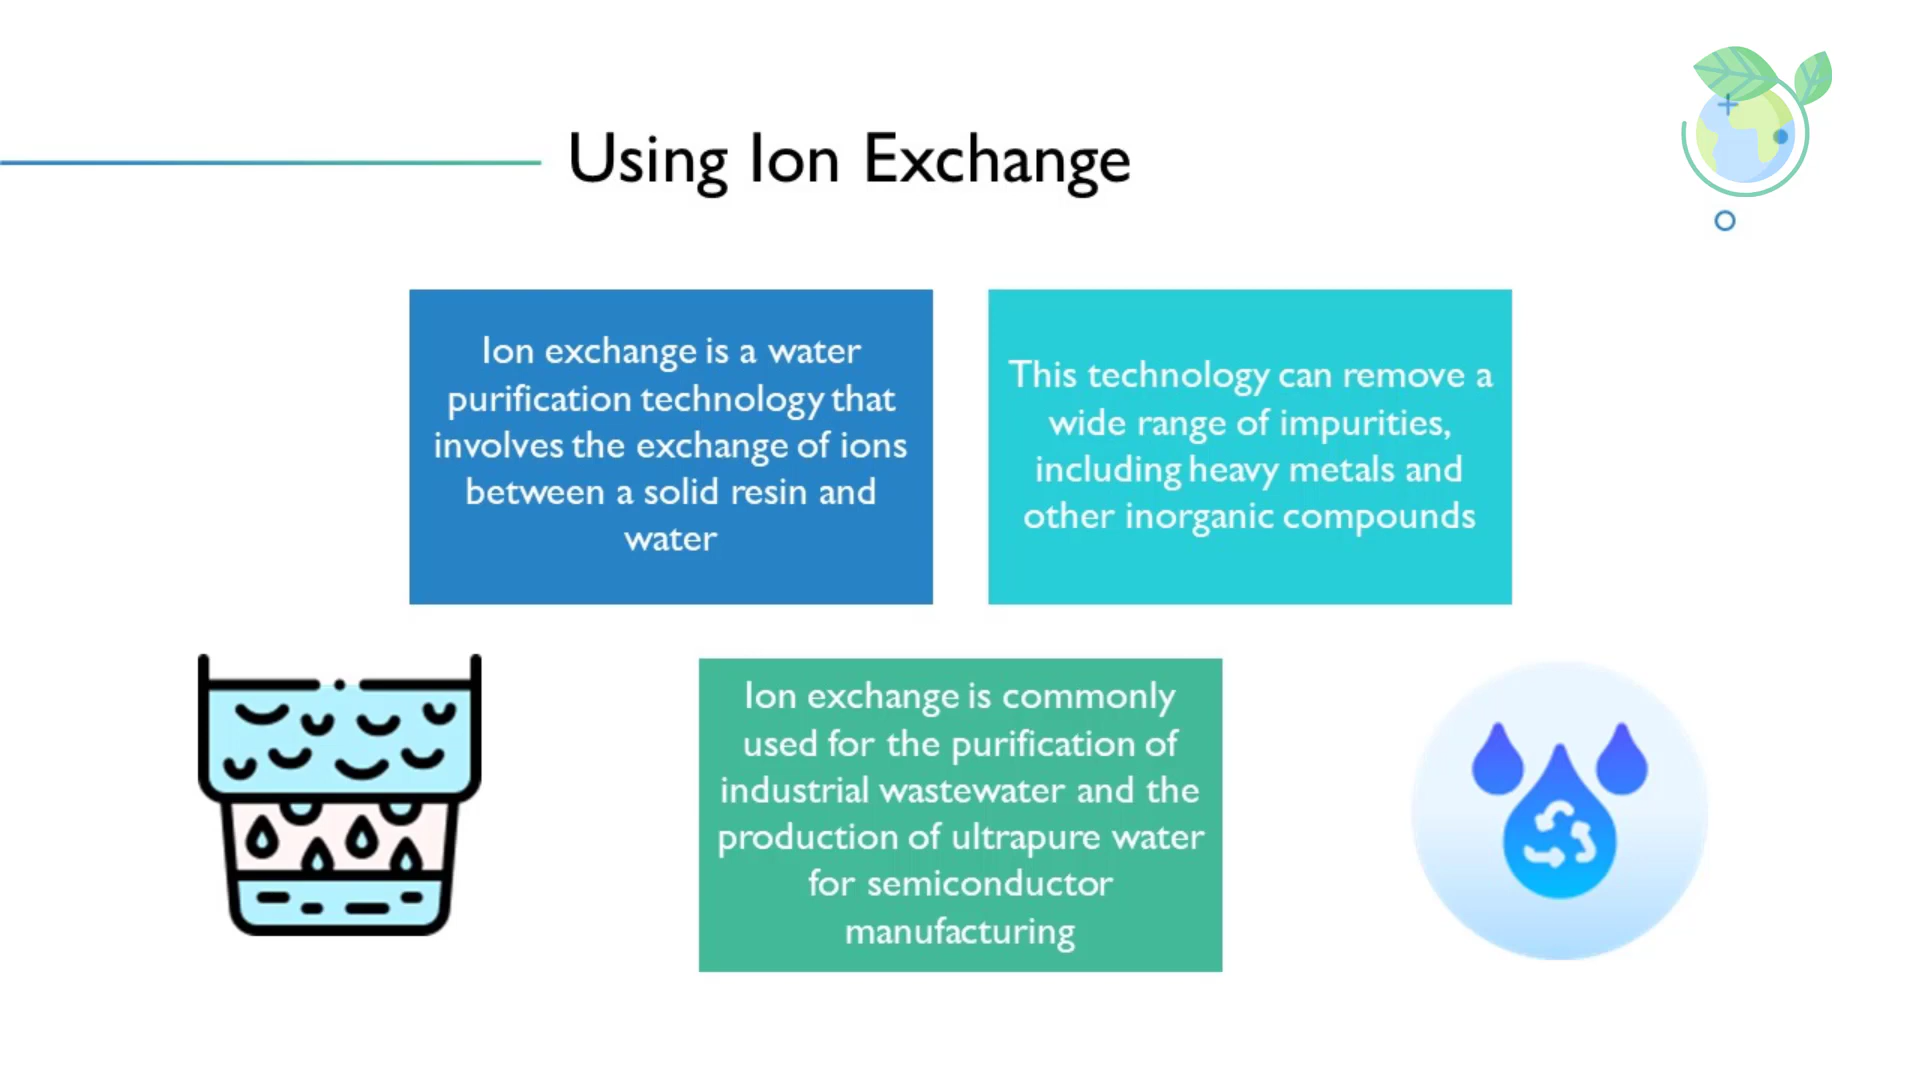 Using Ion Exchange
Ion exchange is a water
purification technology that
involves the exchange of ions
between a solid resin and
water
This technology can remove a
wide range of impurities,
including heavy metals and
other inorganic compounds
Ion exchange is commonly
used for the purification of
industrial wastewater and the
production of ultrapure water
for semiconductor
manufacturing